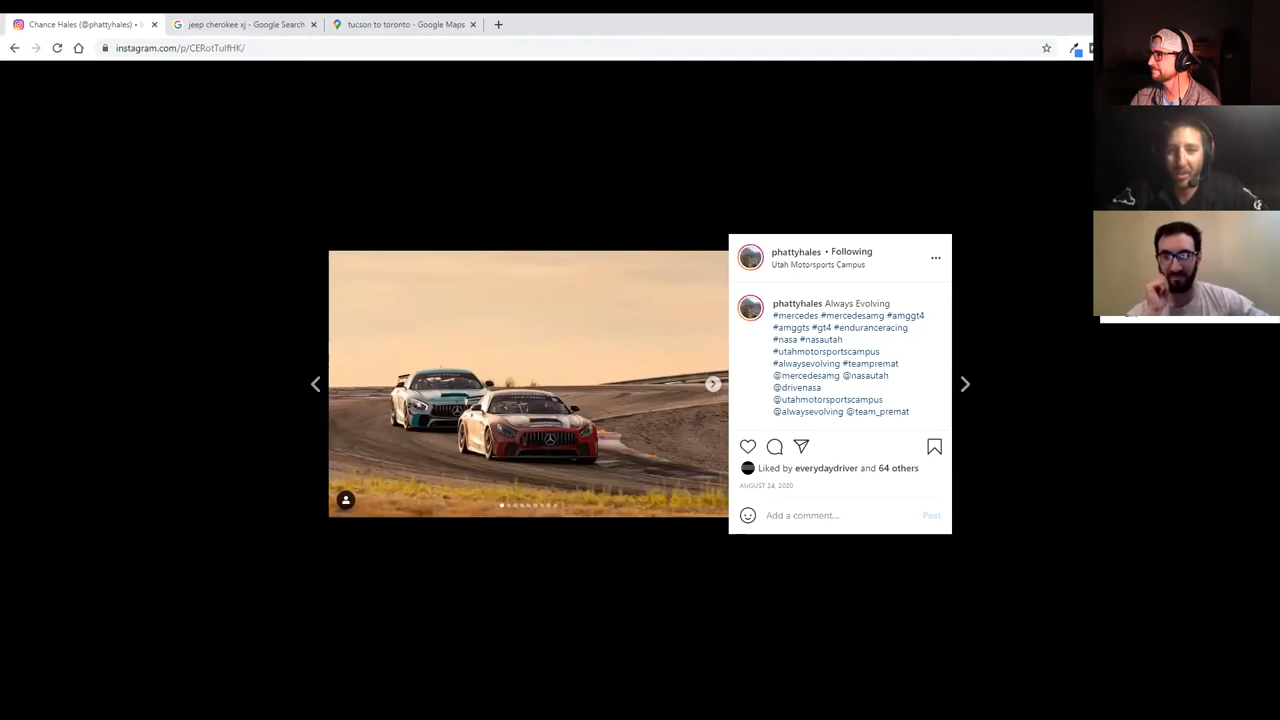 Chance Hales (@phattyhales) •
jeep cherokee xj - Google Search
tucson to toronto - Google Maps
instagram.com/p/CERotTulfHK/
phattyhales • Following
Utah Motorsports Campus
phattyhales Always Evolving
#mercedes #mercedesamg #amggt4
#amggts #gt4 #enduranceracing
#nasa #nasautah
#utahmotorsportscampus
#alwaysevolving #teampremat
@mercedesamg @nasautah
@drivenasa
@utahmotorsportscampus
@alwaysevolving @team_premat
Liked by everydaydriver and 64 others
AUGUST 24, 2020
Add a comment... Post